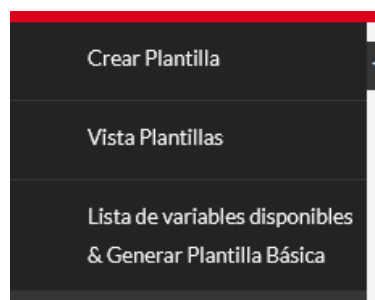 Crear Plantilla
Vista Plantillas
Lista de variables disponibles
& Generar Plantilla Básica